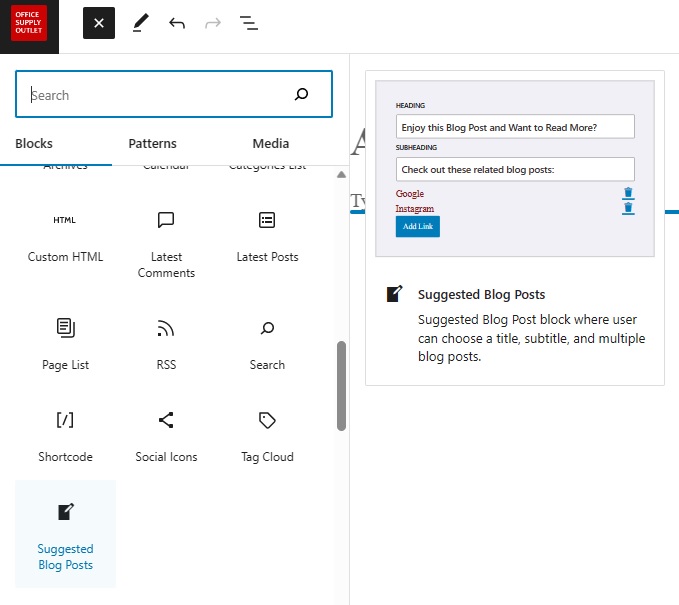 OFFICE
SUPPLY
OUTLET
Search
Blocks
Patterns
Media
Archives
Calendar
Categories List
HTML
Custom HTML
Latest
Comments
Latest Posts
Page List
RSS
Search
[/]
Shortcode
Social Icons
Tag Cloud
Suggested
Blog Posts
A
Ty
HEADING
Enjoy this Blog Post and Want to Read More?
SUBHEADING
Check out these related blog posts:
Google
Instagram
Add Link
Suggested Blog Posts
Suggested Blog Post block where user
can choose a title, subtitle, and multiple
blog posts.